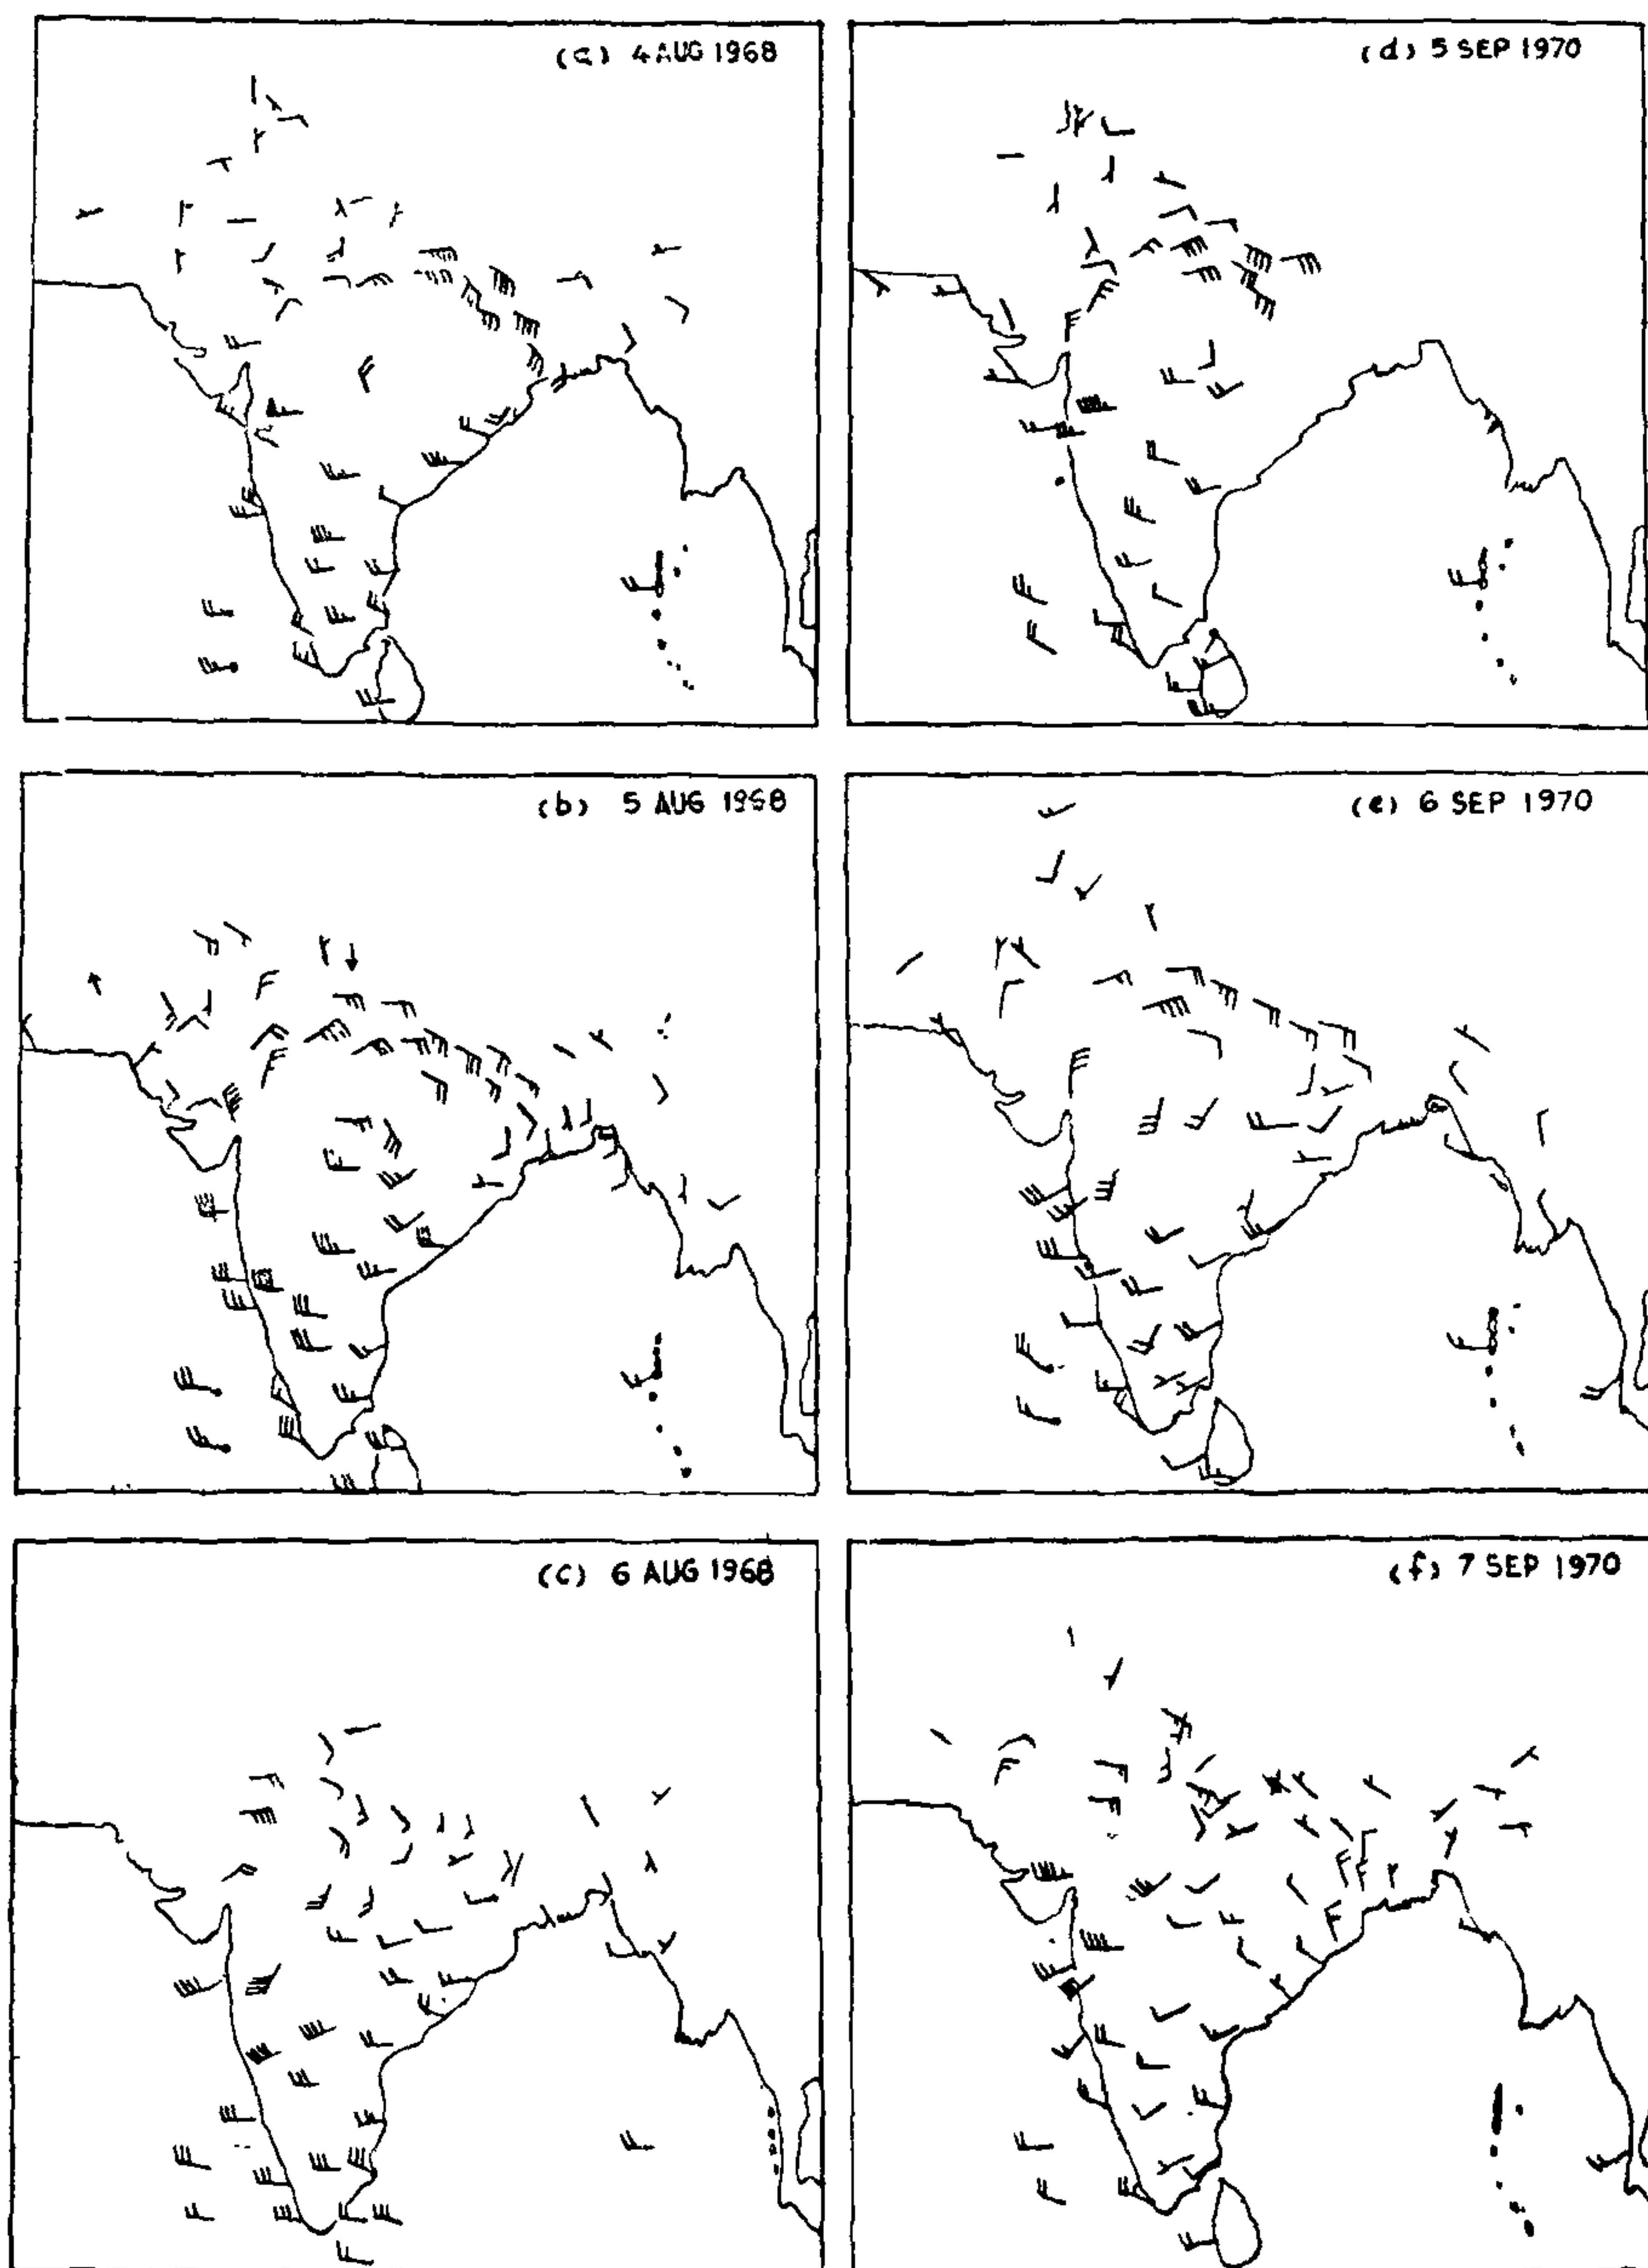 (a) 4 AUG 1968
(d) 5 SEP 1970
(b) 5 AUG 1968
(e) 6 SEP 1970
(c) 6 AUG 1968
(f) 7 SEP 1970